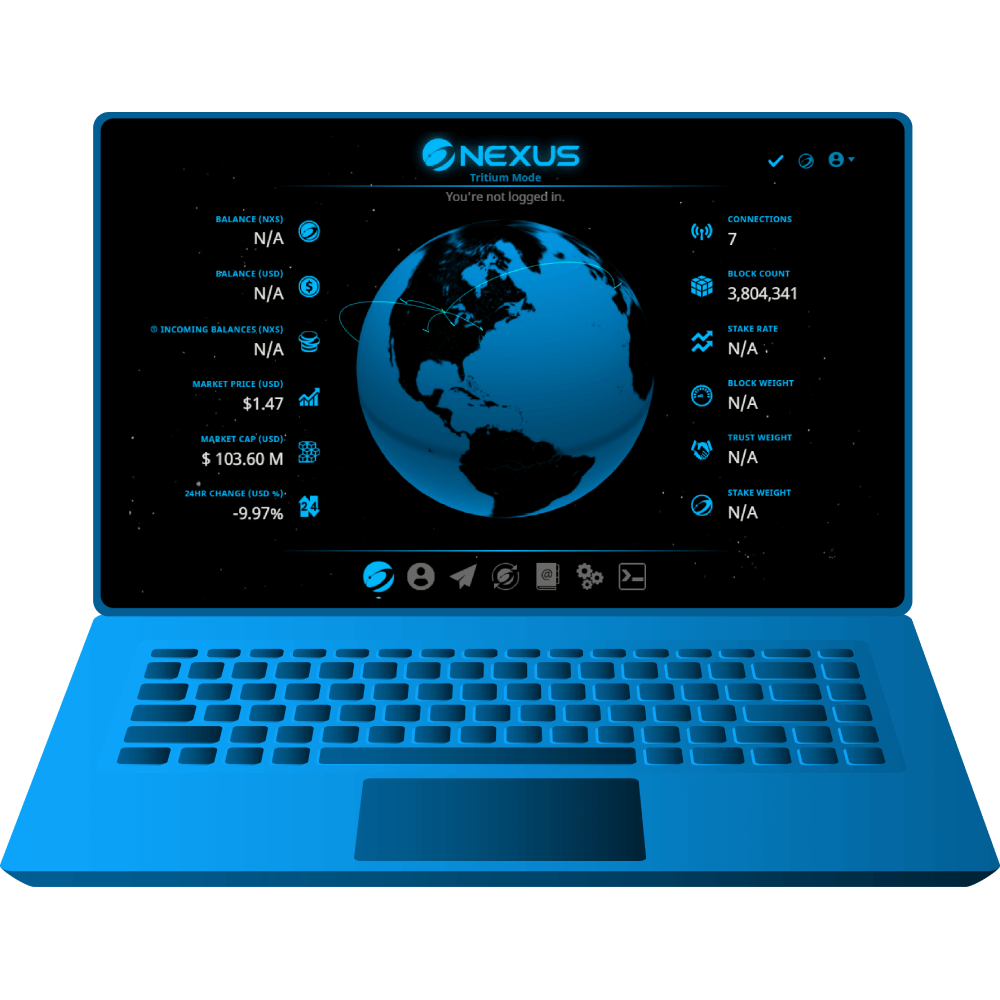 NEXUS
Tritium Mode
You're not logged in.
BALANCE (NXS)
N/A
BALANCE (USD)
N/A
INCOMING BALANCES (NXS)
N/A
MARKET PRICE (USD)
$1.47
MARKET CAP (USD)
$ 103.60 M
24HR CHANGE (USD %)
-9.97%
24
CONNECTIONS
7
BLOCK COUNT
3,804,341
STAKE RATE
N/A
BLOCK WEIGHT
N/A
TRUST WEIGHT
N/A
STAKE WEIGHT
N/A